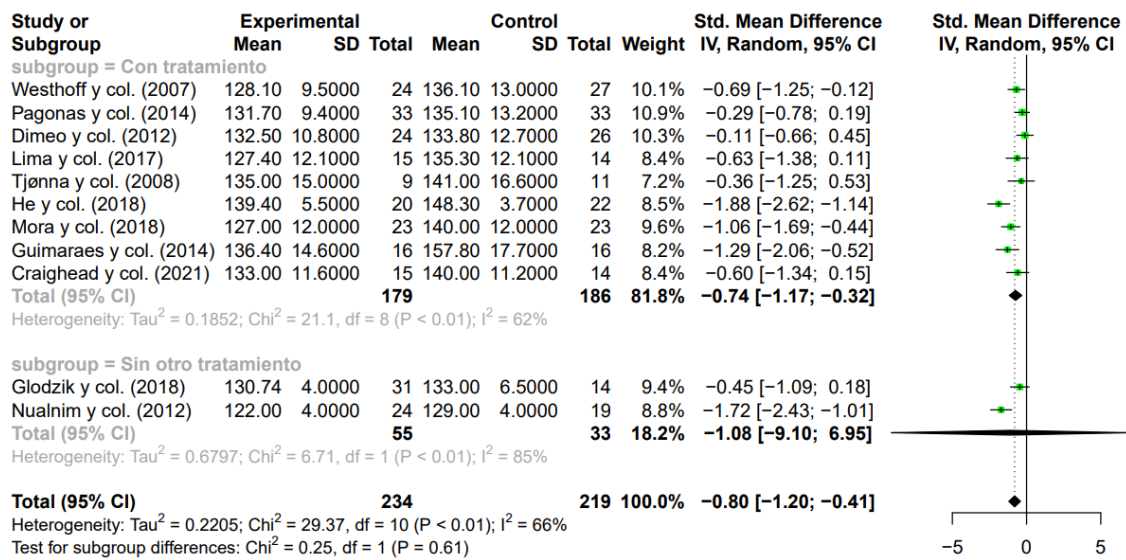 Study or Experimental Control Std. Mean Difference Std. Mean Difference
Subgroup Mean SD Total Mean SD Total Weight IV, Random, 95% CI IV, Random, 95% CI
subgroup = Con tratamiento
Westhoff y col. (2007) 128.10 9.5000 24 136.10 13.0000 27 10.1% −0.69 [−1.25; −0.12]
Pagonas y col. (2014) 131.70 9.4000 33 135.10 13.2000 33 10.9% −0.29 [−0.78; 0.19]
Dimeo y col. (2012) 132.50 10.8000 24 133.80 12.7000 26 10.3% −0.11 [−0.66; 0.45]
Lima y col. (2017) 127.40 12.1000 15 135.30 12.1000 14 8.4% −0.63 [−1.38; 0.11]
Tjønna y col. (2008) 135.00 15.0000 9 141.00 16.6000 11 7.2% −0.36 [−1.25; 0.53]
He y col. (2018) 139.40 5.5000 20 148.30 3.7000 22 8.5% −1.88 [−2.62; −1.14]
Mora y col. (2018) 127.00 12.0000 23 140.00 12.0000 23 9.7% −1.06 [−1.69; −0.44]
Guimaraes y col. (2014) 136.40 14.6000 16 157.80 17.7000 16 8.2% −1.29 [−2.06; −0.52]
Craighead y col. (2021) 133.00 11.6000 15 140.00 11.2000 14 8.4% −0.60 [−1.34; 0.15]
Total (95% CI) 179 186 81.8% −0.74 [−1.17; −0.32]
Heterogeneity: Tau² = 0.1852; Chi² = 21.1, df = 8 (P < 0.01); I² = 62%
subgroup = Sin otro tratamiento
Glodzik y col. (2018) 130.74 4.0000 31 133.00 6.5000 14 9.4% −0.45 [−1.09; 0.18]
Nualnim y col. (2012) 122.00 4.0000 24 129.00 4.0000 19 8.8% −1.72 [−2.43; −1.01]
Total (95% CI) 55 33 18.2% −1.08 [−9.10; 6.95]
Heterogeneity: Tau² = 0.6797; Chi² = 6.71, df = 1 (P < 0.01); I² = 85%
Total (95% CI) 234 219 100.0% −0.80 [−1.20; −0.41]
Heterogeneity: Tau² = 0.2205; Chi² = 29.37, df = 10 (P < 0.01); I² = 66%
Test for subgroup differences: Chi² = 0.25, df = 1 (P = 0.61)
−5 0 5